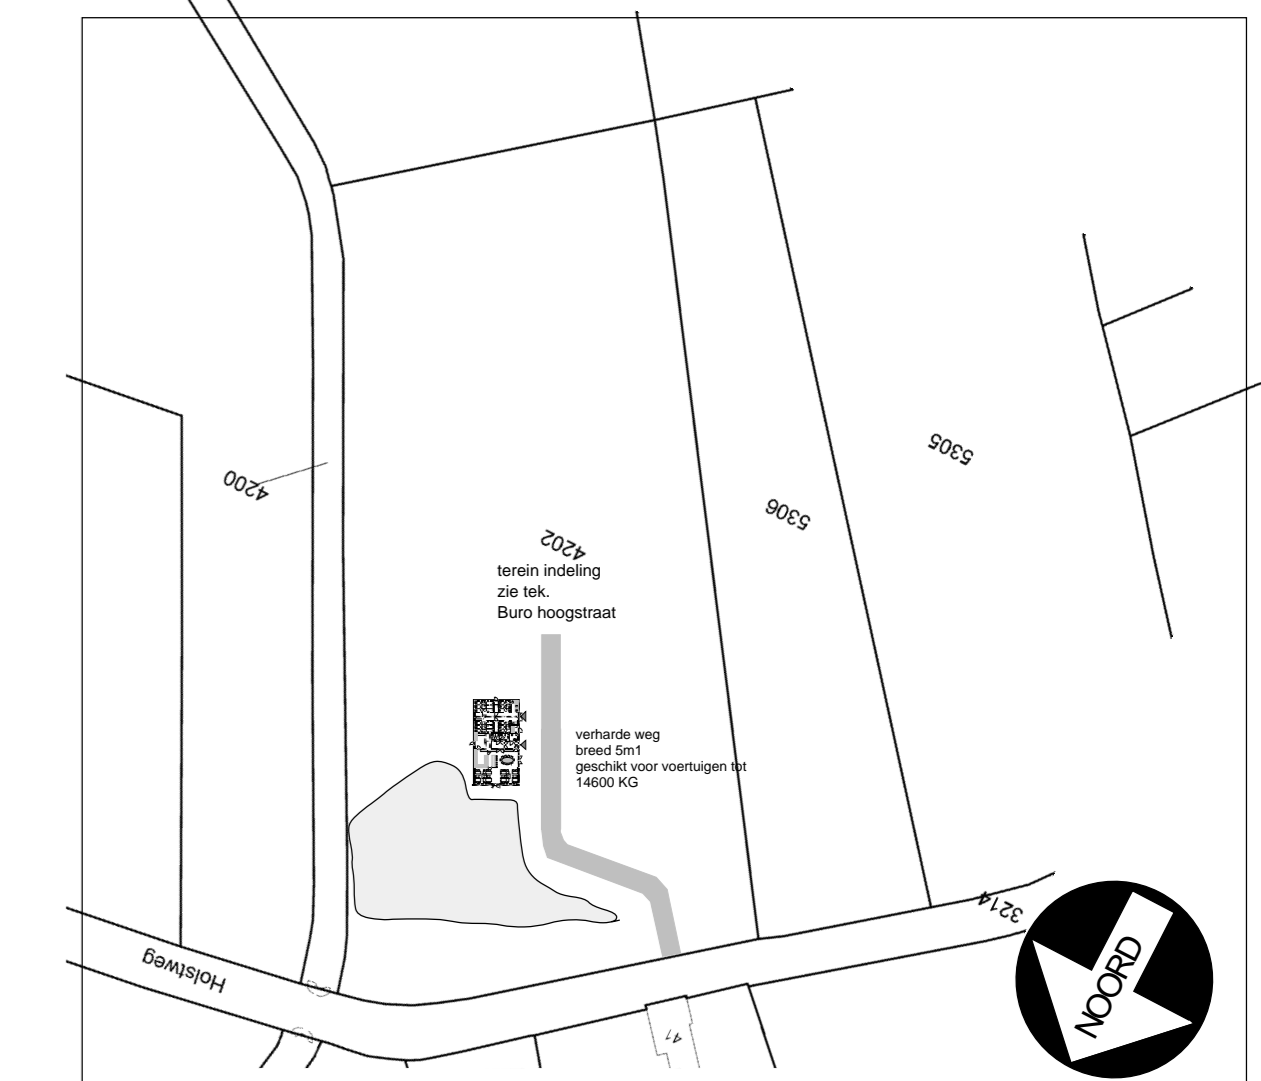 5305
4200
5306
4202
terein indeling
zie tek.
Buro hoogstraat
verharde weg
breed 5m1
geschikt voor voertuigen tot
14600 KG
3214
Holstweg
NOORD
41